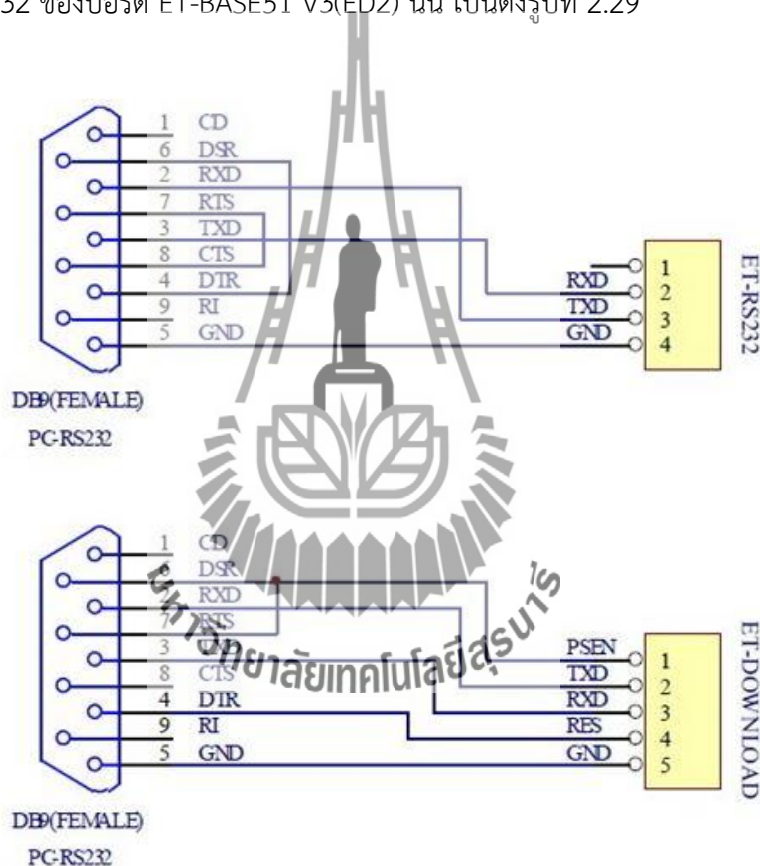 32 ของบอร์ด ET-BASE51 V3(ED2) นั้น เป็นดังรูปที่ 2.29
1 CD
6 DSR
2 RXD
7 RTS
3 TXD
8 CTS
4 DTR
9 RI
5 GND
DB9(FEMALE)
PC-RS232
1
RXD 2
TXD 3
GND 4
ET-RS232
1 CD
6 DSR
2 RXD
7 RTS
3
8 CTS
4 DTR
9 RI
5 GND
DB9(FEMALE)
PC-RS232
PSEN 1
TXD 2
RXD 3
RES 4
GND 5
ET-DOWNLOAD
มหาวิทยาลัยเทคโนโลยีสุรนารี